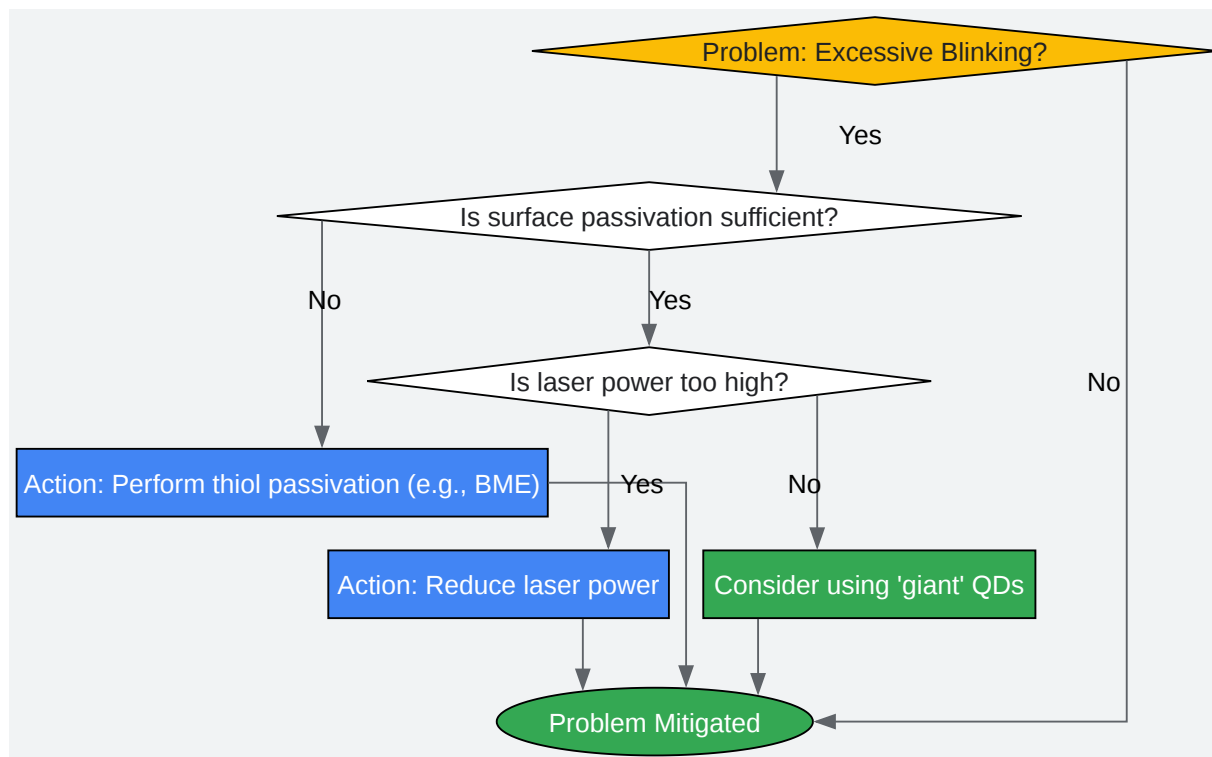 Problem: Excessive Blinking?
Yes
Is surface passivation sufficient?
No
Yes
Is laser power too high?
No
Action: Perform thiol passivation (e.g., BME)
Yes
No
Action: Reduce laser power
Consider using 'giant' QDs
Problem Mitigated